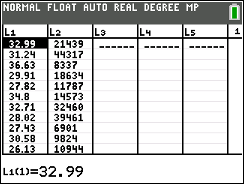 NORMAL FLOAT AUTO REAL DEGREE MP
L1 L2 L3 L4 L5 1
32.99 21439 ------ ------ ------
31.24 44317
36.63 8337
29.91 18634
27.82 11787
34.8 14573
32.71 32460
28.02 39461
27.43 6901
30.58 9824
26.13 10944
L1(1)=32.99